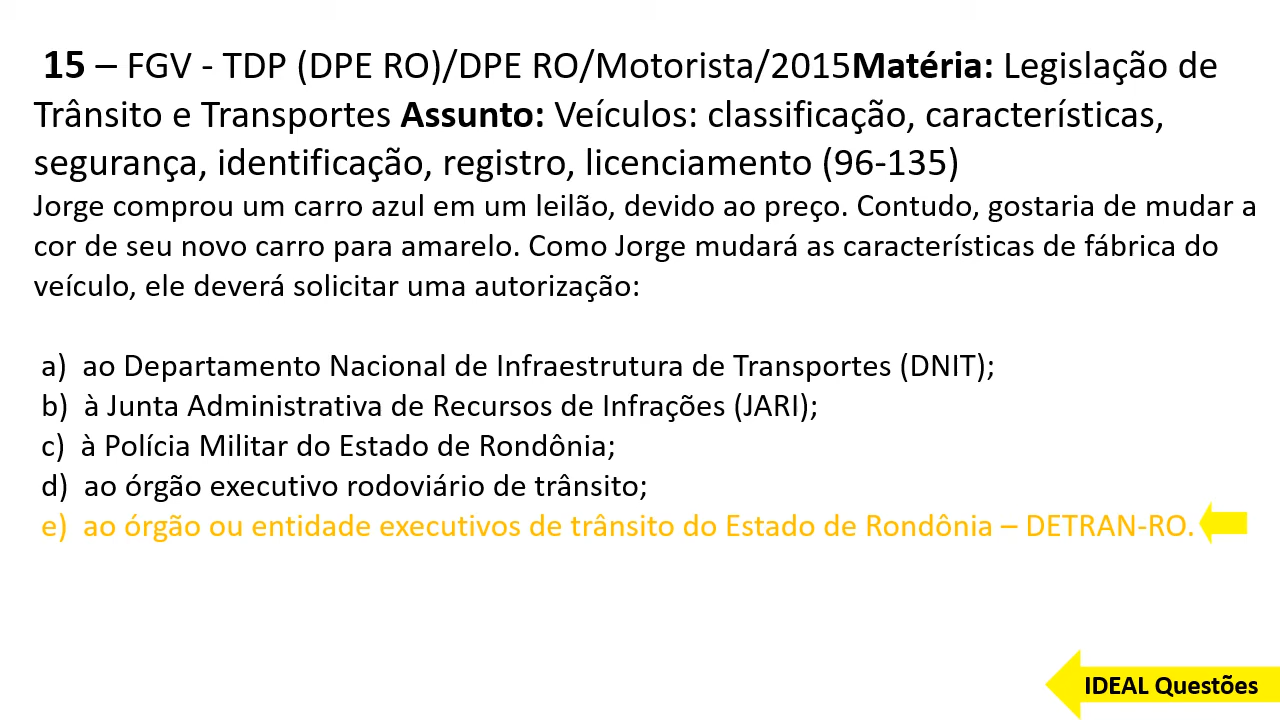 15 – FGV - TDP (DPE RO)/DPE RO/Motorista/2015Matéria: Legislação de
Trânsito e Transportes Assunto: Veículos: classificação, características,
segurança, identificação, registro, licenciamento (96-135)
Jorge comprou um carro azul em um leilão, devido ao preço. Contudo, gostaria de mudar a
cor de seu novo carro para amarelo. Como Jorge mudará as características de fábrica do
veículo, ele deverá solicitar uma autorização:
a) ao Departamento Nacional de Infraestrutura de Transportes (DNIT);
b) à Junta Administrativa de Recursos de Infrações (JARI);
c) à Polícia Militar do Estado de Rondônia;
d) ao órgão executivo rodoviário de trânsito;
e) ao órgão ou entidade executivos de trânsito do Estado de Rondônia – DETRAN-RO.
IDEAL Questões